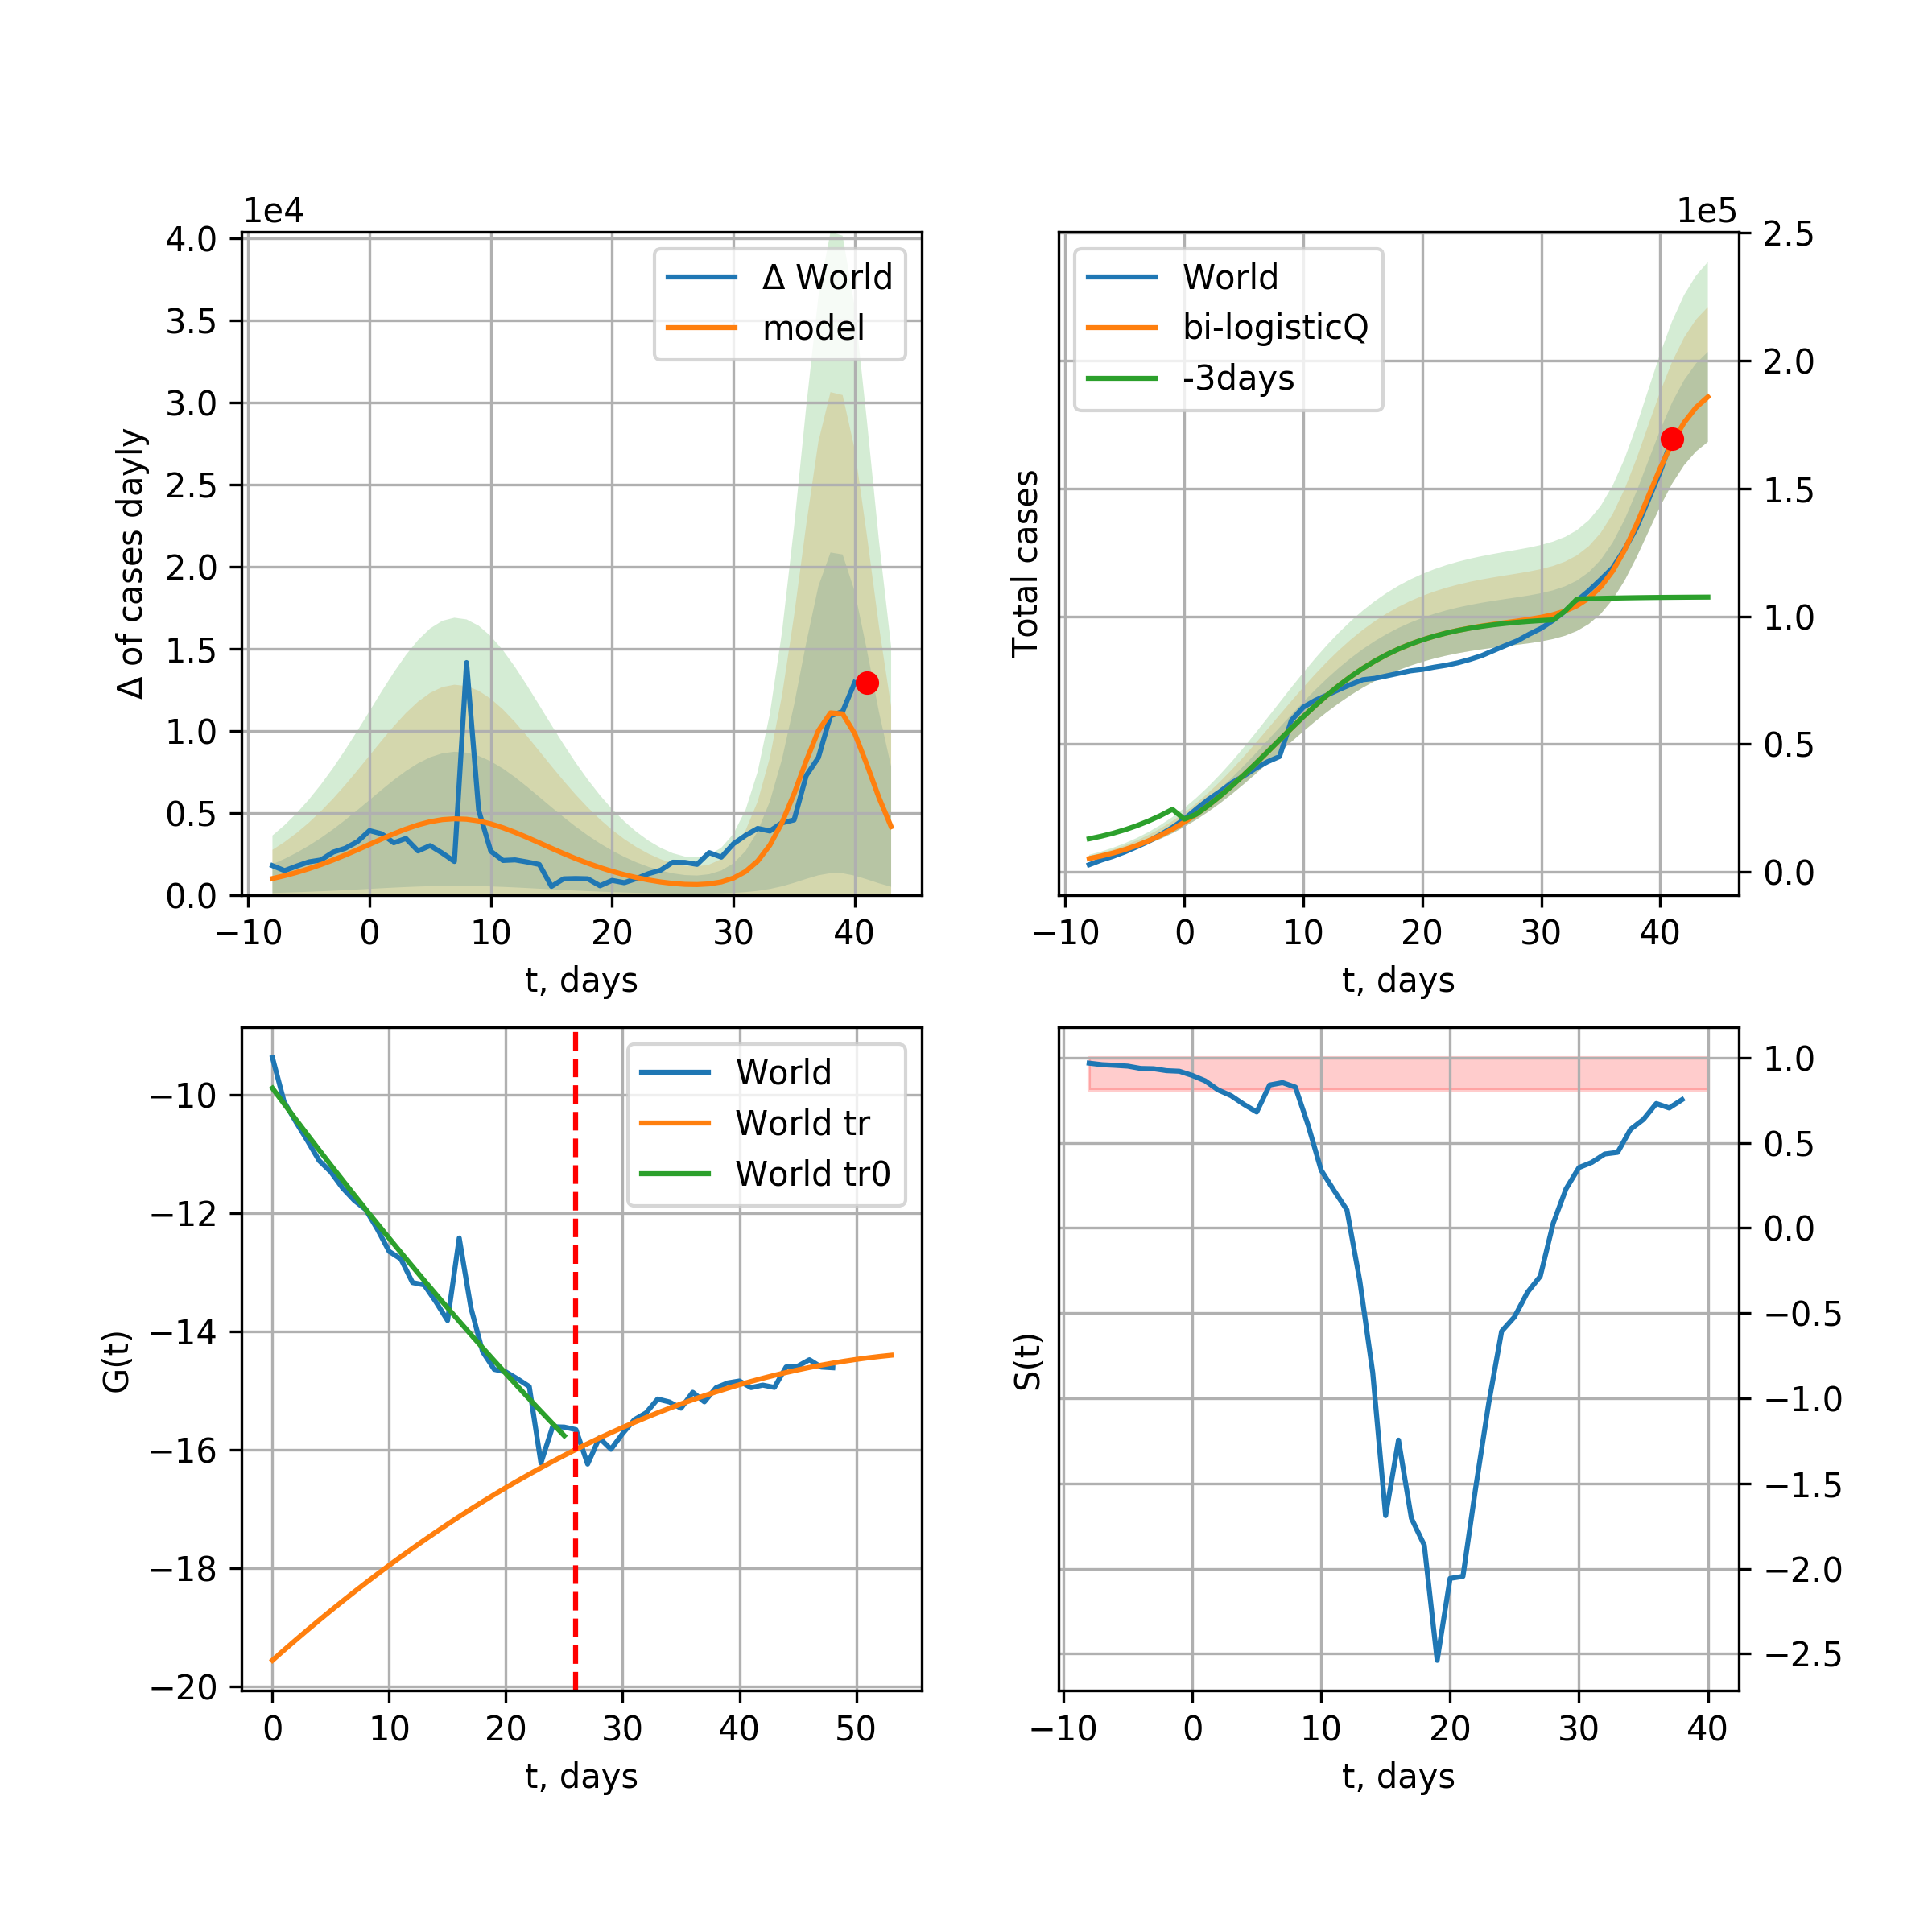 1e4
Δ of cases dayly
4.0
3.5
3.0
2.5
2.0
1.5
1.0
0.5
0.0
Δ World
model
−10 0 10 20 30 40
t, days
1e5
Total cases
World
bi-logisticQ
-3days
2.5
2.0
1.5
1.0
0.5
0.0
−10 0 10 20 30 40
t, days
G(t)
−10
−12
−14
−16
−18
−20
World
World tr
World tr0
0 10 20 30 40 50
t, days
S(t)
1.0
0.5
0.0
−0.5
−1.0
−1.5
−2.0
−2.5
−10 0 10 20 30 40
t, days